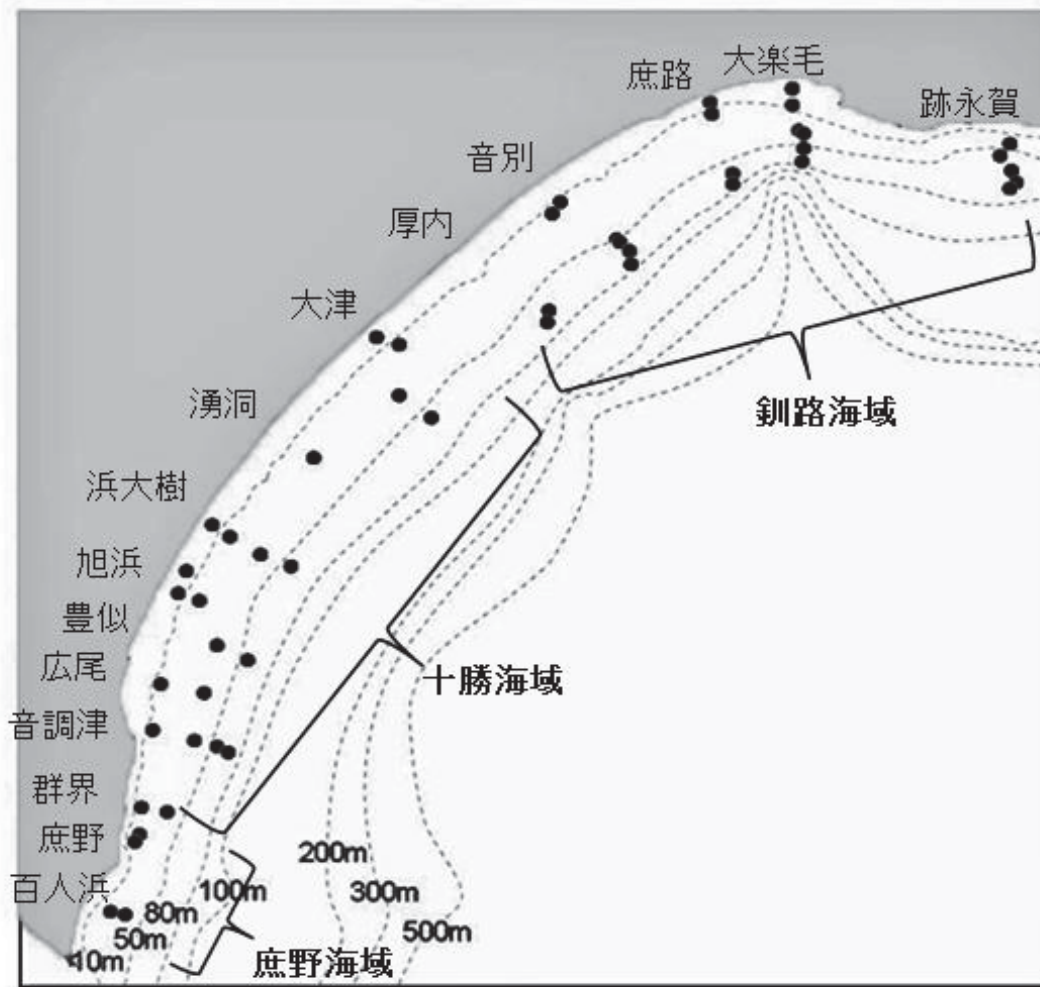 大楽毛
庶路
跡永賀
音別
厚内
大津
湧洞
浜大樹
旭浜
豊似
広尾
音調津
群界
庶野
百人浜
釧路海域
十勝海域
庶野海域
10m
50m
80m
100m
200m
300m
500m